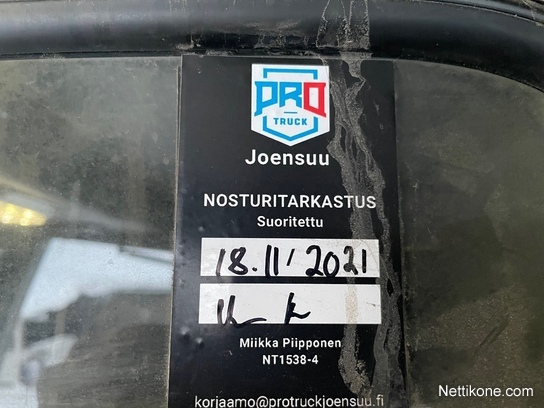 PRO
TRUCK
Joensuu
NOSTURITARKASTUS
Suoritettu
18.11/2021
Miikka Piipponen
NT1538-4
korjaamo@protruckjoensuu.fi
Nettikone.com